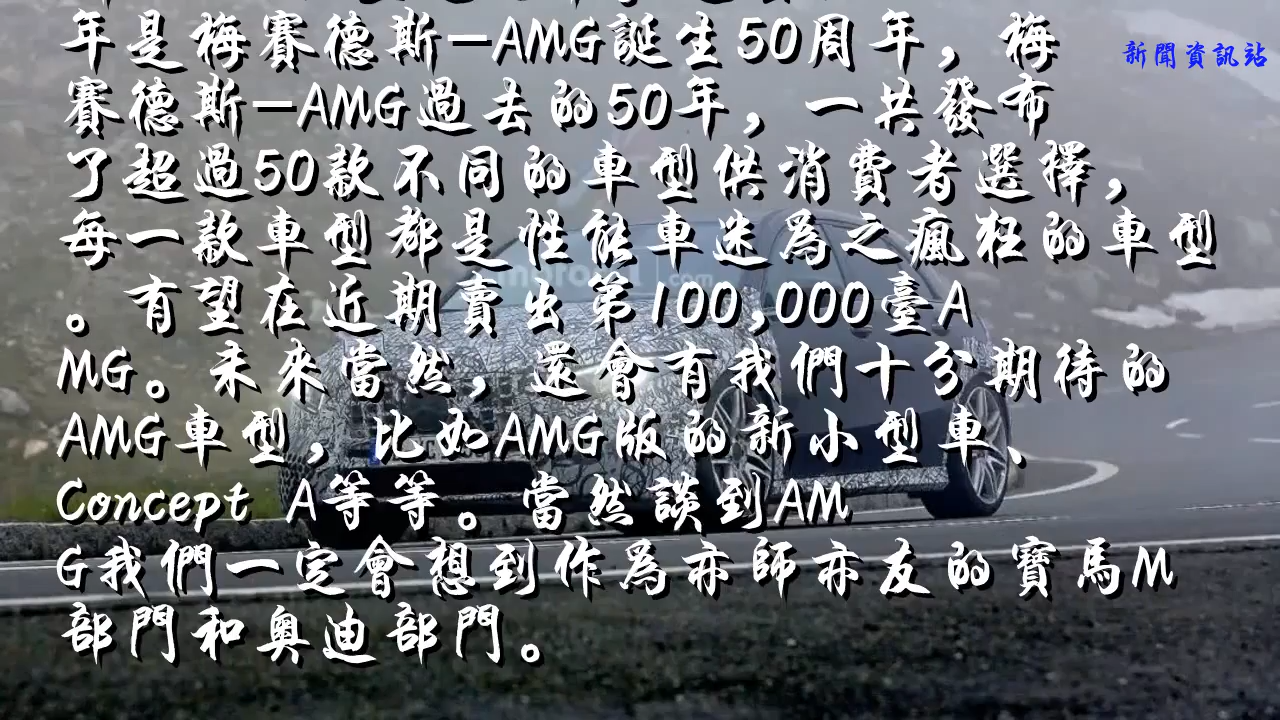 年是梅賽德斯—AMG誕生50周年，梅
新聞資訊站
賽德斯—AMG過去的50年，一共發布
了超過50款不同的車型供消費者選擇，
每一款車型都是性能車迷為之瘋狂的車型
。有望在近期賣出第100,000臺A
MG。未來當然，還會有我們十分期待的
AMG車型，比如AMG版的新小型車、
Concept A等等。當然談到AM
G我們一定會想到作為亦師亦友的寶馬M
部門和奧迪部門。